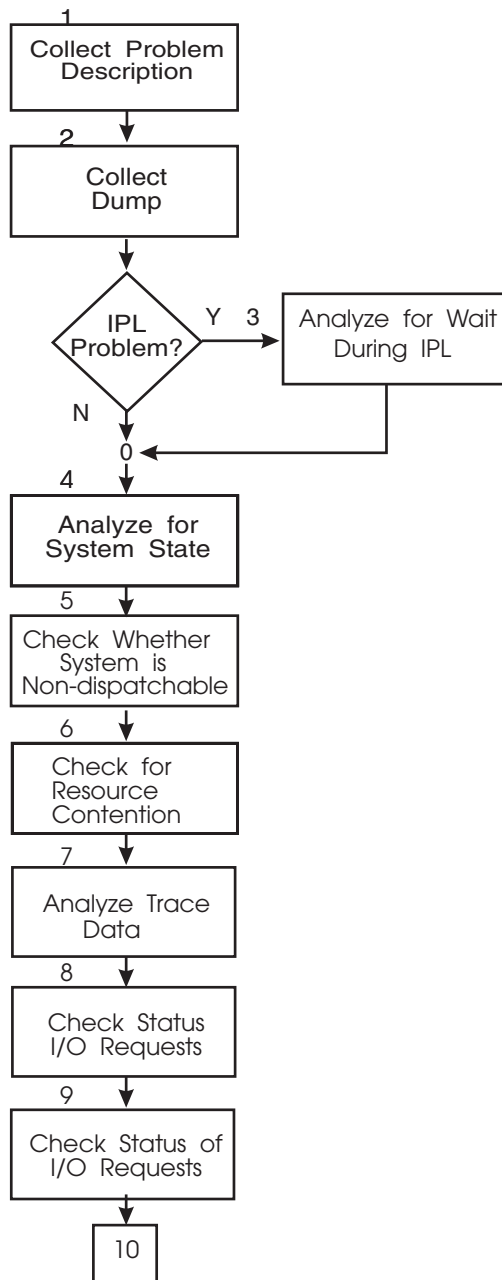 1
Collect Problem
Description
2
Collect
Dump
IPL
Problem?
Y 3
Analyze for Wait
During IPL
N
0
4
Analyze for
System State
5
Check Whether
System is
Non-dispatchable
6
Check for
Resource
Contention
7
Analyze Trace
Data
8
Check Status
I/O Requests
9
Check Status of
I/O Requests
10